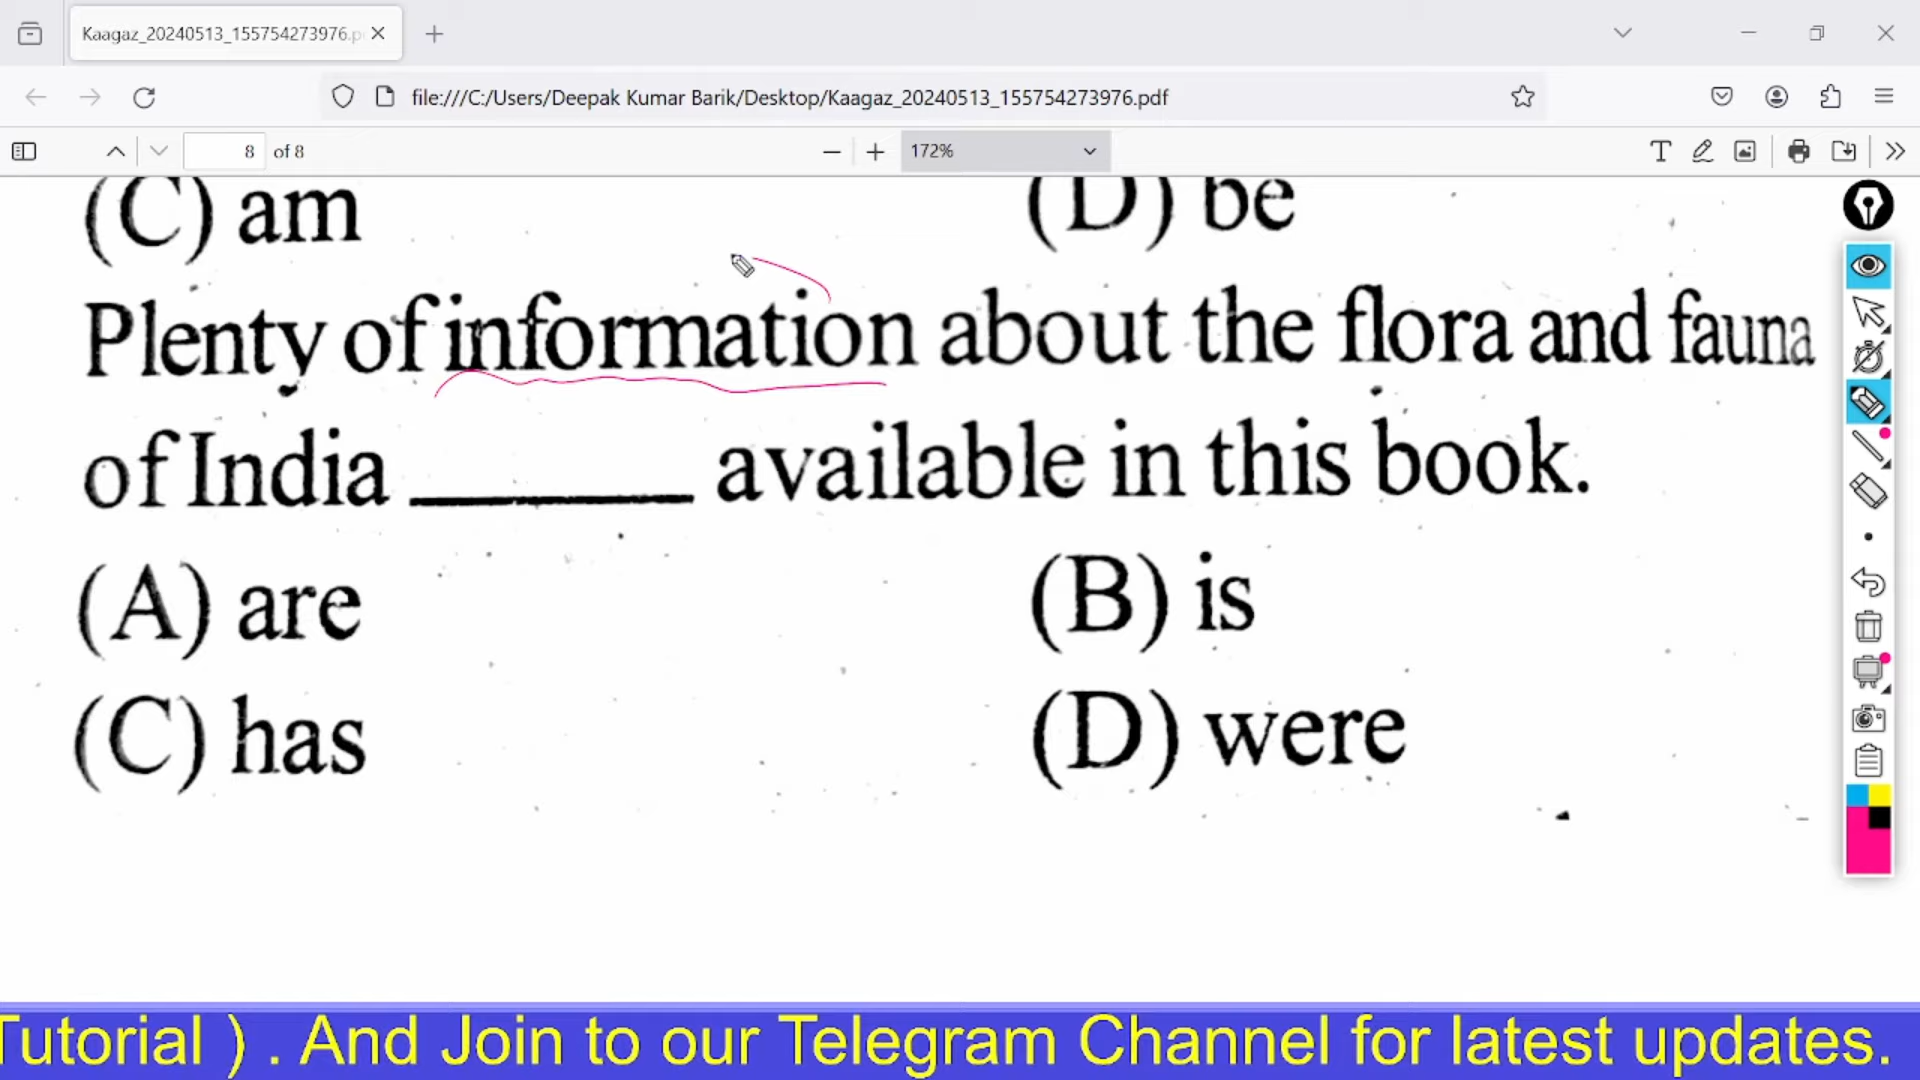 Kaagaz_20240513_155754273976.p
file:///C:/Users/Deepak Kumar Barik/Desktop/Kaagaz_20240513_155754273976.pdf
8 of 8
172%
(C) am (D) be
Plenty of information about the flora and fauna
of India ______ available in this book.
(A) are (B) is
(C) has (D) were
Tutorial ) . And Join to our Telegram Channel for latest updates.